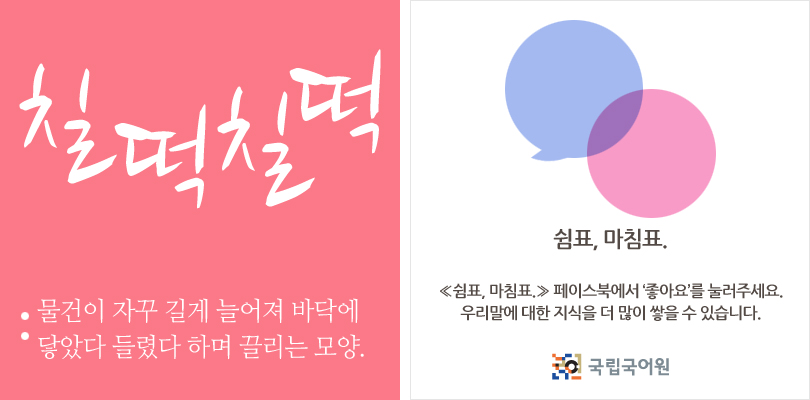 칠떡칠떡
: 물건이 자꾸 길게 늘어져 바닥에
닿았다 들렸다 하며 끌리는 모양.
쉼표, 마침표.
≪쉼표, 마침표.≫ 페이스북에서 '좋아요'를 눌러주세요.
우리말에 대한 지식을 더 많이 쌓을 수 있습니다.
국립국어원